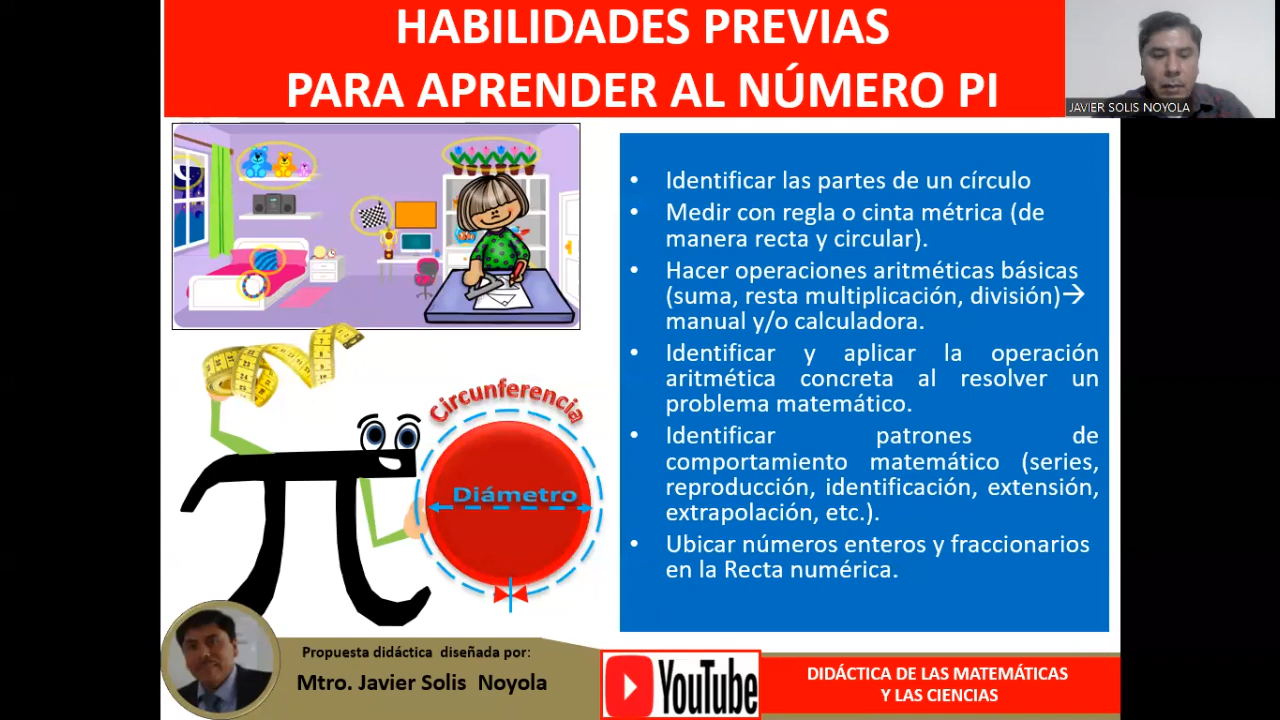 HABILIDADES PREVIAS
PARA APRENDER AL NÚMERO PI
JAVIER SOLIS NOYOLA
• Identificar las partes de un círculo
• Medir con regla o cinta métrica (de
manera recta y circular).
• Hacer operaciones aritméticas básicas
(suma, resta multiplicación, división)→
manual y/o calculadora.
• Identificar y aplicar la operación
aritmética concreta al resolver un
problema matemático.
• Identificar patrones de
comportamiento matemático (series,
reproducción, identificación, extensión,
extrapolación, etc.).
• Ubicar números enteros y fraccionarios
en la Recta numérica.
Circunferencia
Diámetro
Propuesta didáctica diseñada por:
Mtro. Javier Solis Noyola
YouTube
DIDÁCTICA DE LAS MATEMÁTICAS
Y LAS CIENCIAS